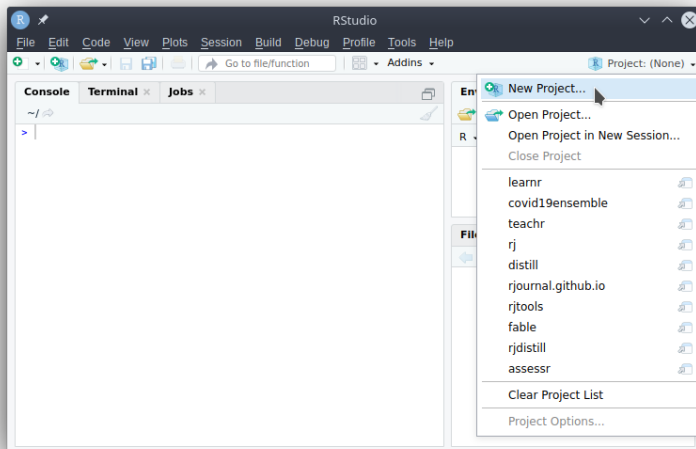 RStudio
File Edit Code View Plots Session Build Debug Profile Tools Help
Go to file/function Addins Project: (None)
Console Terminal Jobs
~/
>
En
R
File
New Project...
Open Project...
Open Project in New Session...
Close Project
learnr
covid19ensemble
teachr
rj
distill
rjournal.github.io
rjtools
fable
rjdistill
assessr
Clear Project List
Project Options...